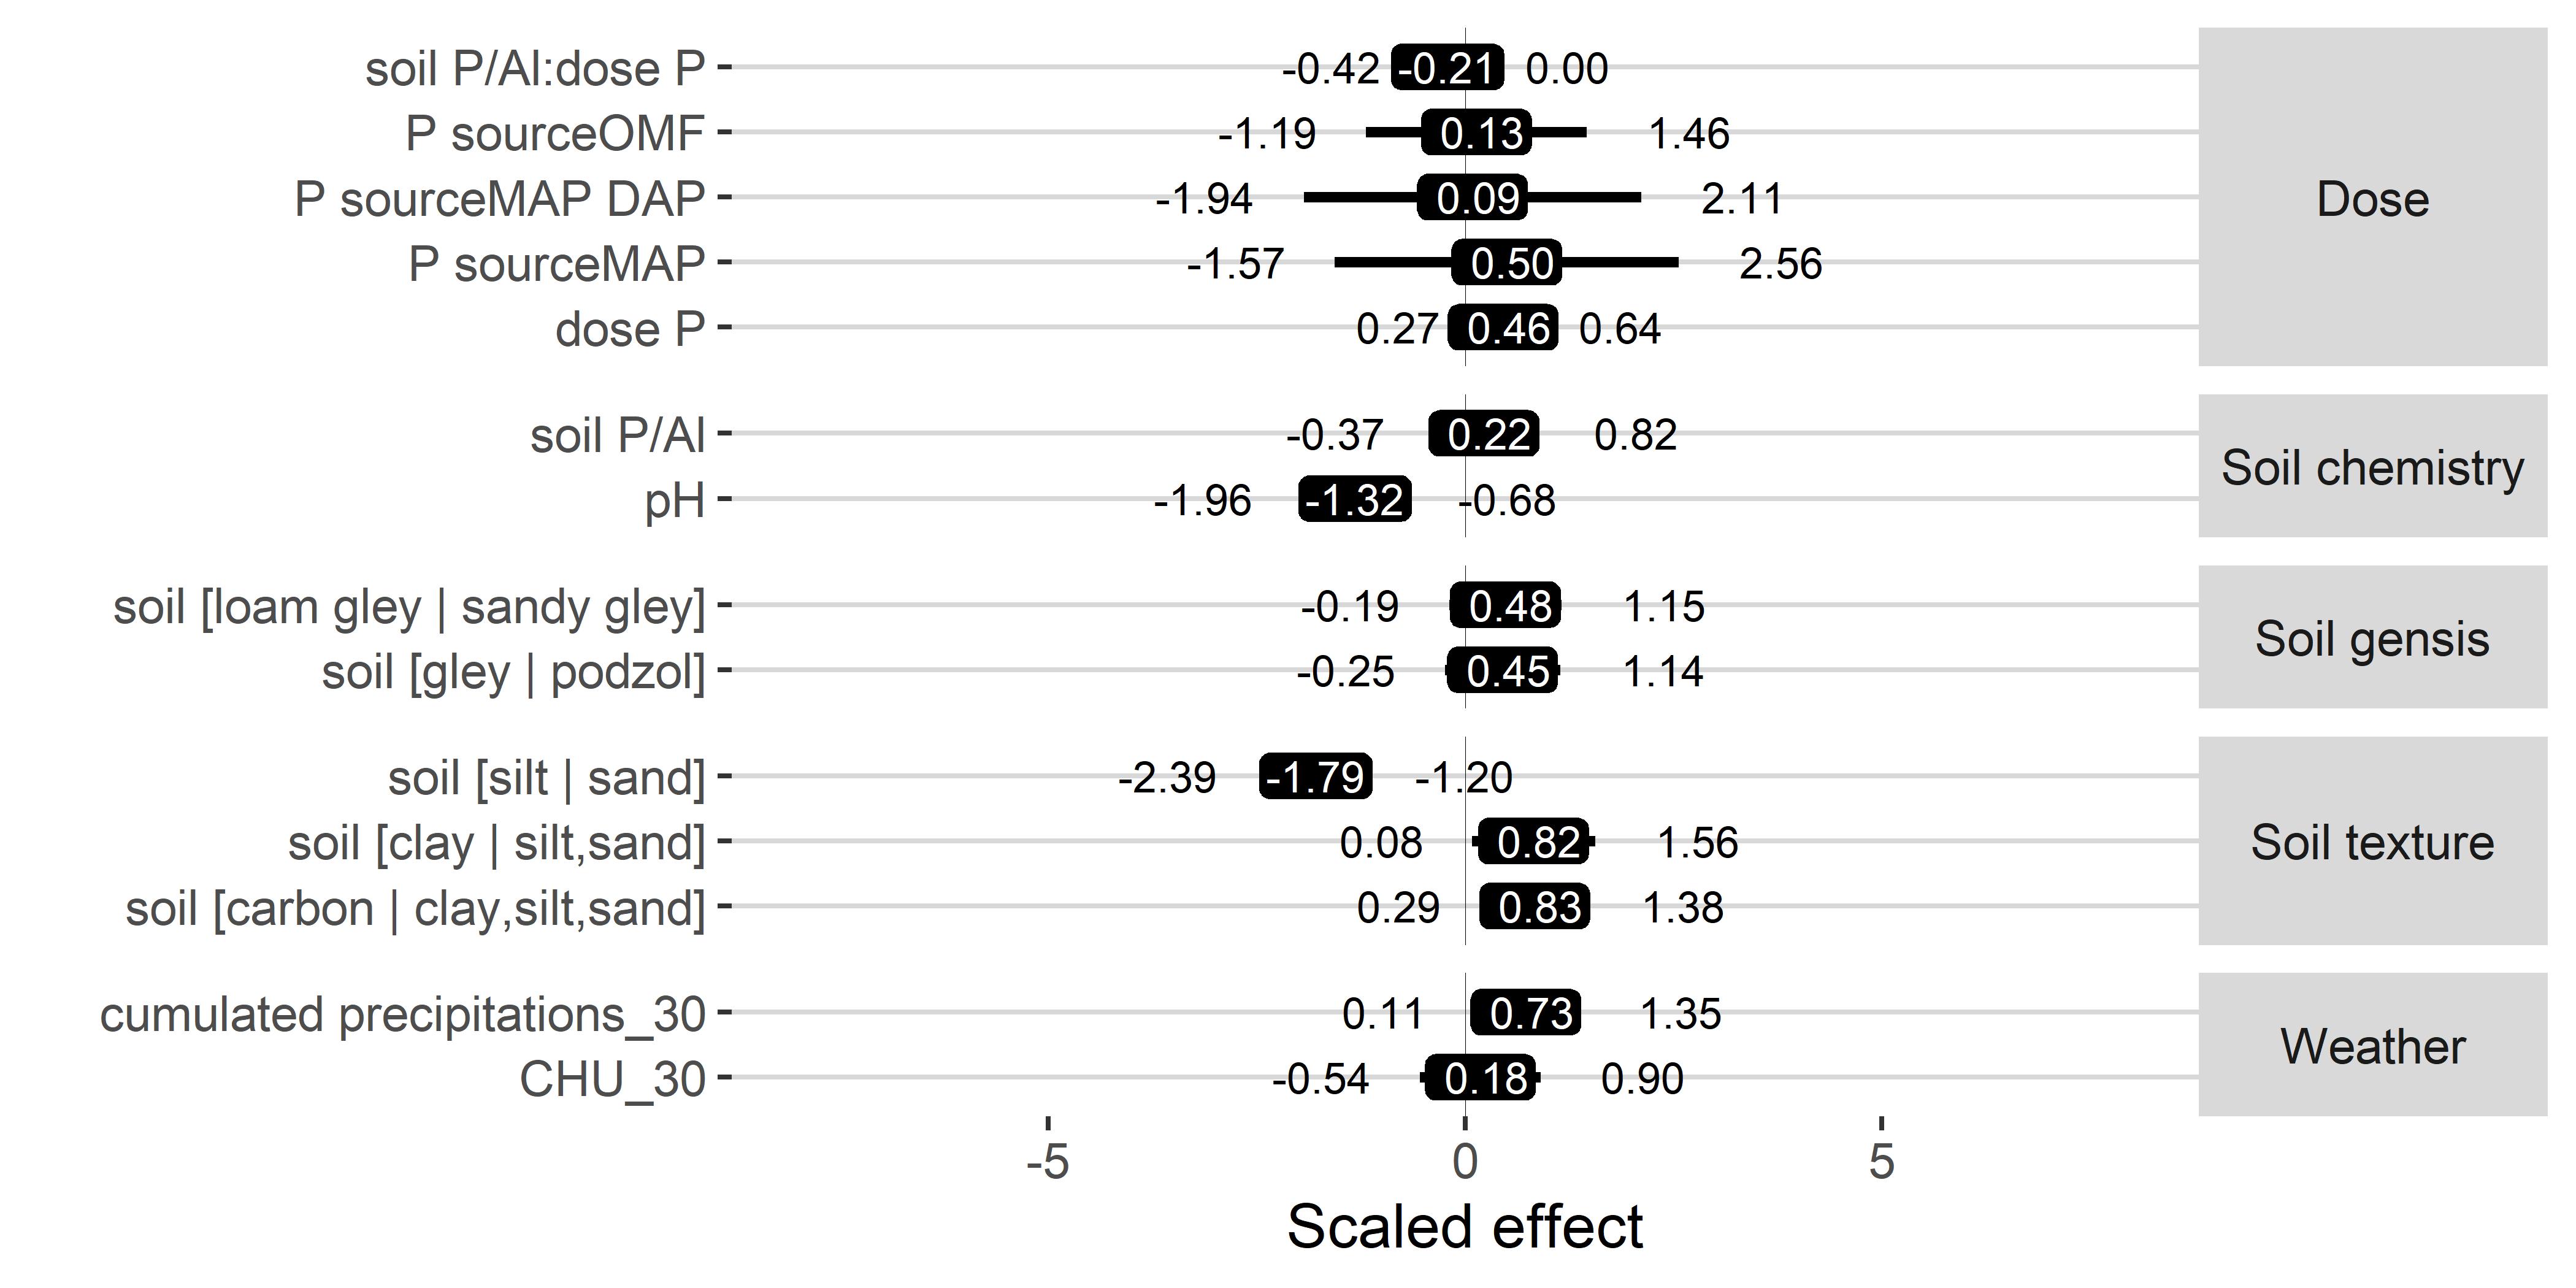 soil P/Al:dose P -0.42 -0.21 0.00
P sourceOMF -1.19 0.13 1.46
P sourceMAP DAP -1.94 0.09 2.11
P sourceMAP -1.57 0.50 2.56
dose P 0.27 0.46 0.64
Dose
soil P/Al -0.37 0.22 0.82
pH -1.96 -1.32 -0.68
Soil chemistry
soil [loam gley | sandy gley] -0.19 0.48 1.15
soil [gley | podzol] -0.25 0.45 1.14
Soil gensis
soil [silt | sand] -2.39 -1.79 -1.20
soil [clay | silt,sand] 0.08 0.82 1.56
soil [carbon | clay,silt,sand] 0.29 0.83 1.38
Soil texture
cumulated precipitations_30 0.11 0.73 1.35
CHU_30 -0.54 0.18 0.90
Weather
-5 0 5
Scaled effect